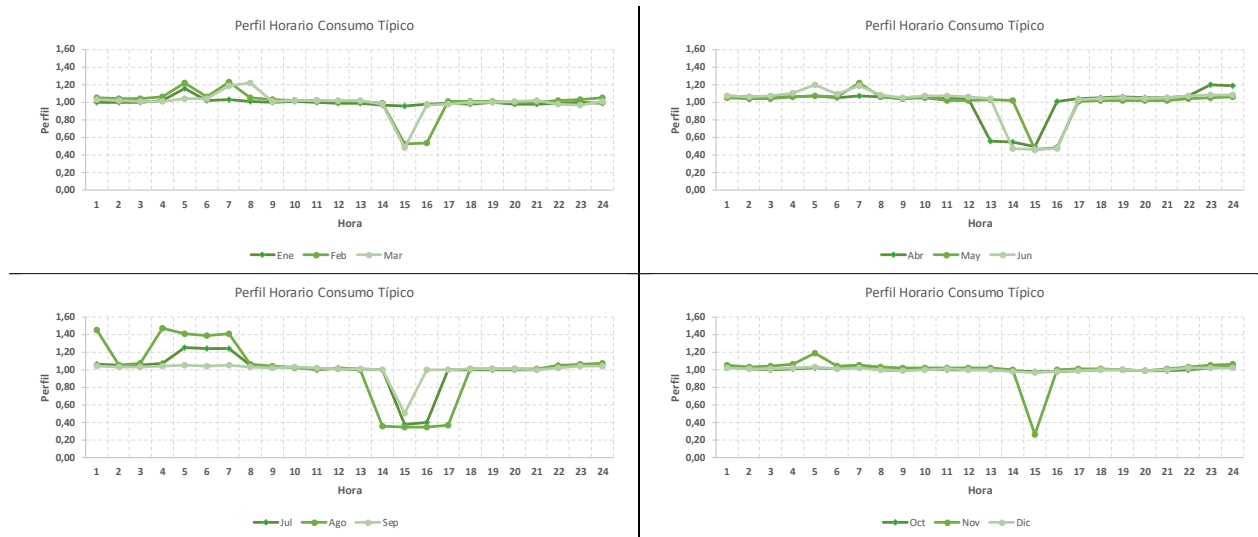 Perfil Horario Consumo Típico
1,60
1,40
1,20
1,00
0,80
0,60
0,40
0,20
0,00
Perfil
1 2 3 4 5 6 7 8 9 10 11 12 13 14 15 16 17 18 19 20 21 22 23 24
Hora
Ene Feb Mar
Perfil Horario Consumo Típico
1,60
1,40
1,20
1,00
0,80
0,60
0,40
0,20
0,00
Perfil
1 2 3 4 5 6 7 8 9 10 11 12 13 14 15 16 17 18 19 20 21 22 23 24
Hora
Abr May Jun
Perfil Horario Consumo Típico
1,60
1,40
1,20
1,00
0,80
0,60
0,40
0,20
0,00
Perfil
1 2 3 4 5 6 7 8 9 10 11 12 13 14 15 16 17 18 19 20 21 22 23 24
Hora
Jul Ago Sep
Perfil Horario Consumo Típico
1,60
1,40
1,20
1,00
0,80
0,60
0,40
0,20
0,00
Perfil
1 2 3 4 5 6 7 8 9 10 11 12 13 14 15 16 17 18 19 20 21 22 23 24
Hora
Oct Nov Dic